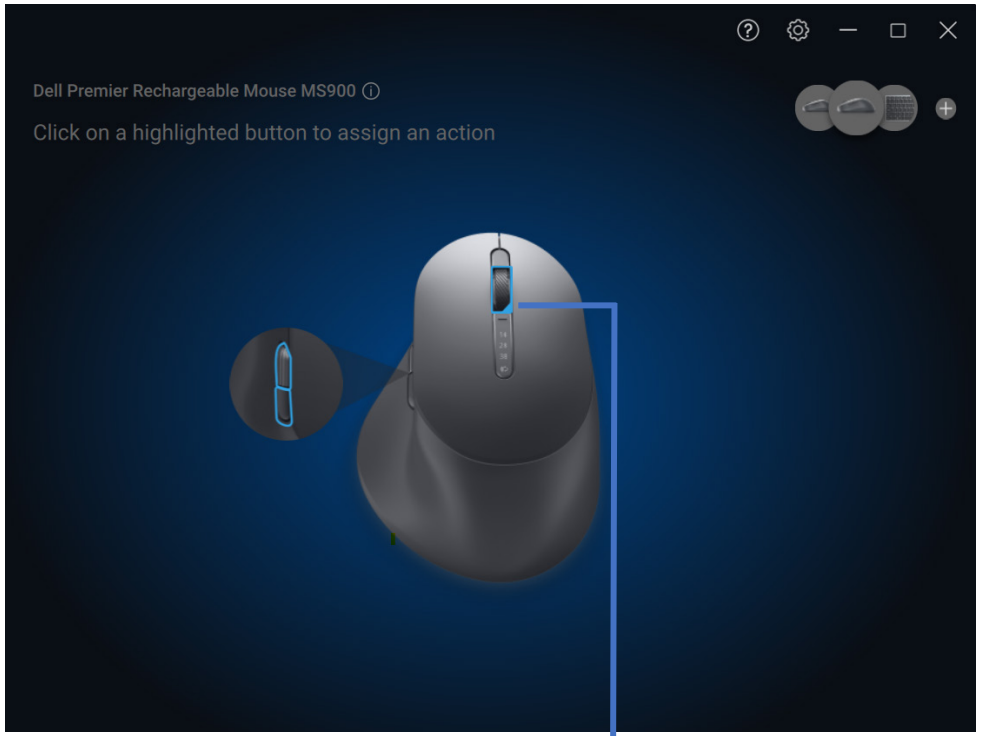 Dell Premier Rechargeable Mouse MS900
Click on a highlighted button to assign an action